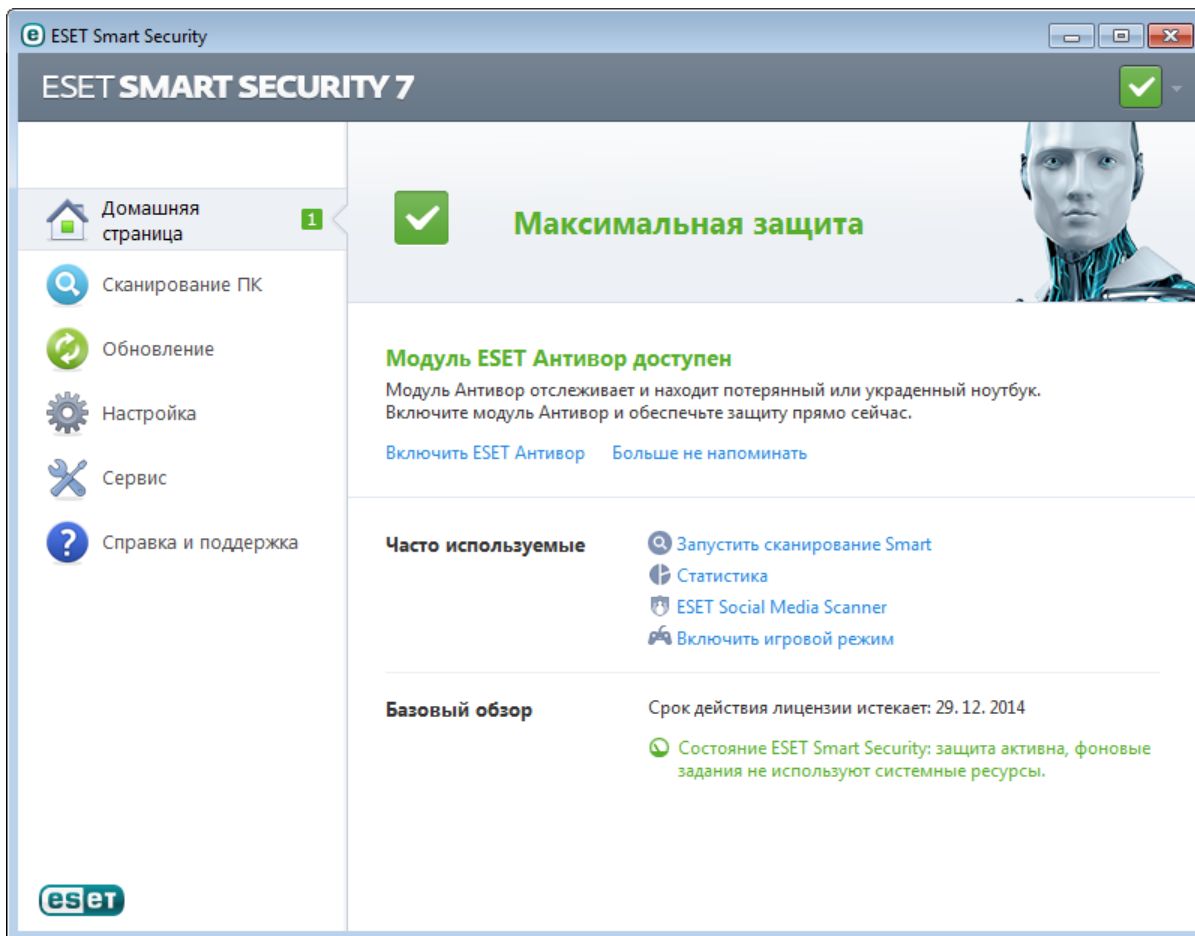 ESET Smart Security
ESET SMART SECURITY 7
Домашняя
страница
1
Сканирование ПК
Обновление
Настройка
Сервис
Справка и поддержка
Максимальная защита
Модуль ESET Антивор доступен
Модуль Антивор отслеживает и находит потерянный или украденный ноутбук.
Включите модуль Антивор и обеспечьте защиту прямо сейчас.
Включить ESET Антивор Больше не напоминать
Часто используемые
Запустить сканирование Smart
Статистика
ESET Social Media Scanner
Включить игровой режим
Базовый обзор
Срок действия лицензии истекает: 29. 12. 2014
Состояние ESET Smart Security: защита активна, фоновые
задания не используют системные ресурсы.
eset